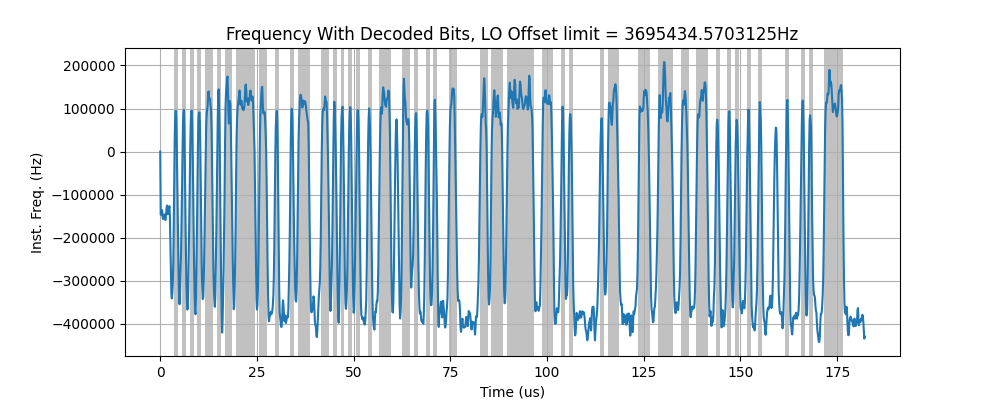 Frequency With Decoded Bits, LO Offset limit = 3695434.5703125Hz
200000
100000
0
−100000
−200000
−300000
−400000
Inst. Freq. (Hz)
0 25 50 75 100 125 150 175
Time (us)